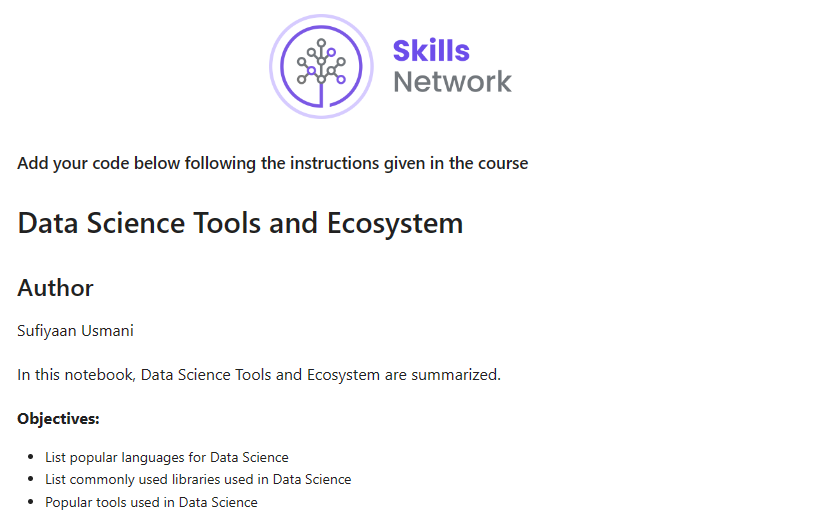 Skills
Network
Add your code below following the instructions given in the course
Data Science Tools and Ecosystem
Author
Sufiyaan Usmani
In this notebook, Data Science Tools and Ecosystem are summarized.
Objectives:
• List popular languages for Data Science
• List commonly used libraries used in Data Science
• Popular tools used in Data Science